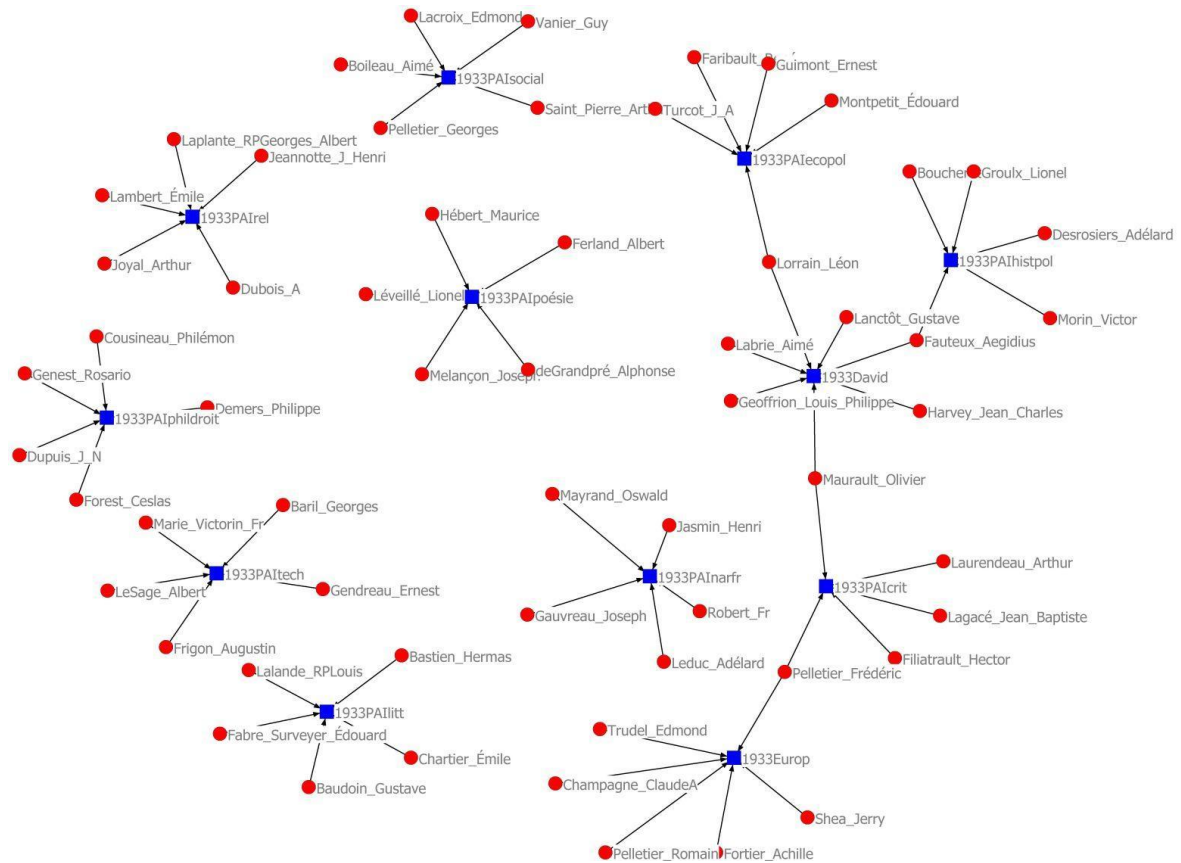 Lacroix_Edmond
Vanier_Guy
Boileau_Aimé
1933PAIsocial
Saint_Pierre_Art
Pelletier_Georges
Guimont_Ernest
Montpetit_Édouard
Turcot_J_A
1933PAIecopol
Laplante_RPGeorges_Albert
Jeannotte_J_Henri
Lambert_Émile
1933PAIrel
Joyal_Arthur
Dubois_A
Groulx_Lionel
Desrosiers_Adélard
1933PAIhistpol
Morin_Victor
Hébert_Maurice
Ferland_Albert
Léveillé_Lionel
1933PAIpoésie
Melançon_Joseph
deGrandpré_Alphonse
Lorrain_Léon
Lanctôt_Gustave
Labrie_Aimé
Fauteux_Aegidius
1933David
Geoffrion_Louis_Philippe
Harvey_Jean_Charles
Cousineau_Philémon
Genest_Rosario
Demers_Philippe
1933PAIphildroit
Dupuis_J_N
Forest_Ceslas
Maurault_Olivier
Baril_Georges
Marie_Victorin_Fr
1933PAItech
LeSage_Albert
Gendreau_Ernest
Frigon_Augustin
Mayrand_Oswald
Jasmin_Henri
1933PAInarfr
Gauvreau_Joseph
Robert_Fr
Leduc_Adélard
Laurendeau_Arthur
1933PAIcrit
Lagacé_Jean_Baptiste
Filiatrault_Hector
Pelletier_Frédéric
Bastien_Hermas
Lalande_RPLouis
1933PAIlitt
Fabre_Surveyer_Édouard
Chartier_Émile
Baudoin_Gustave
Trudel_Edmond
1933Europ
Champagne_ClaudeA
Shea_Jerry
Pelletier_Romain
Fortier_Achille